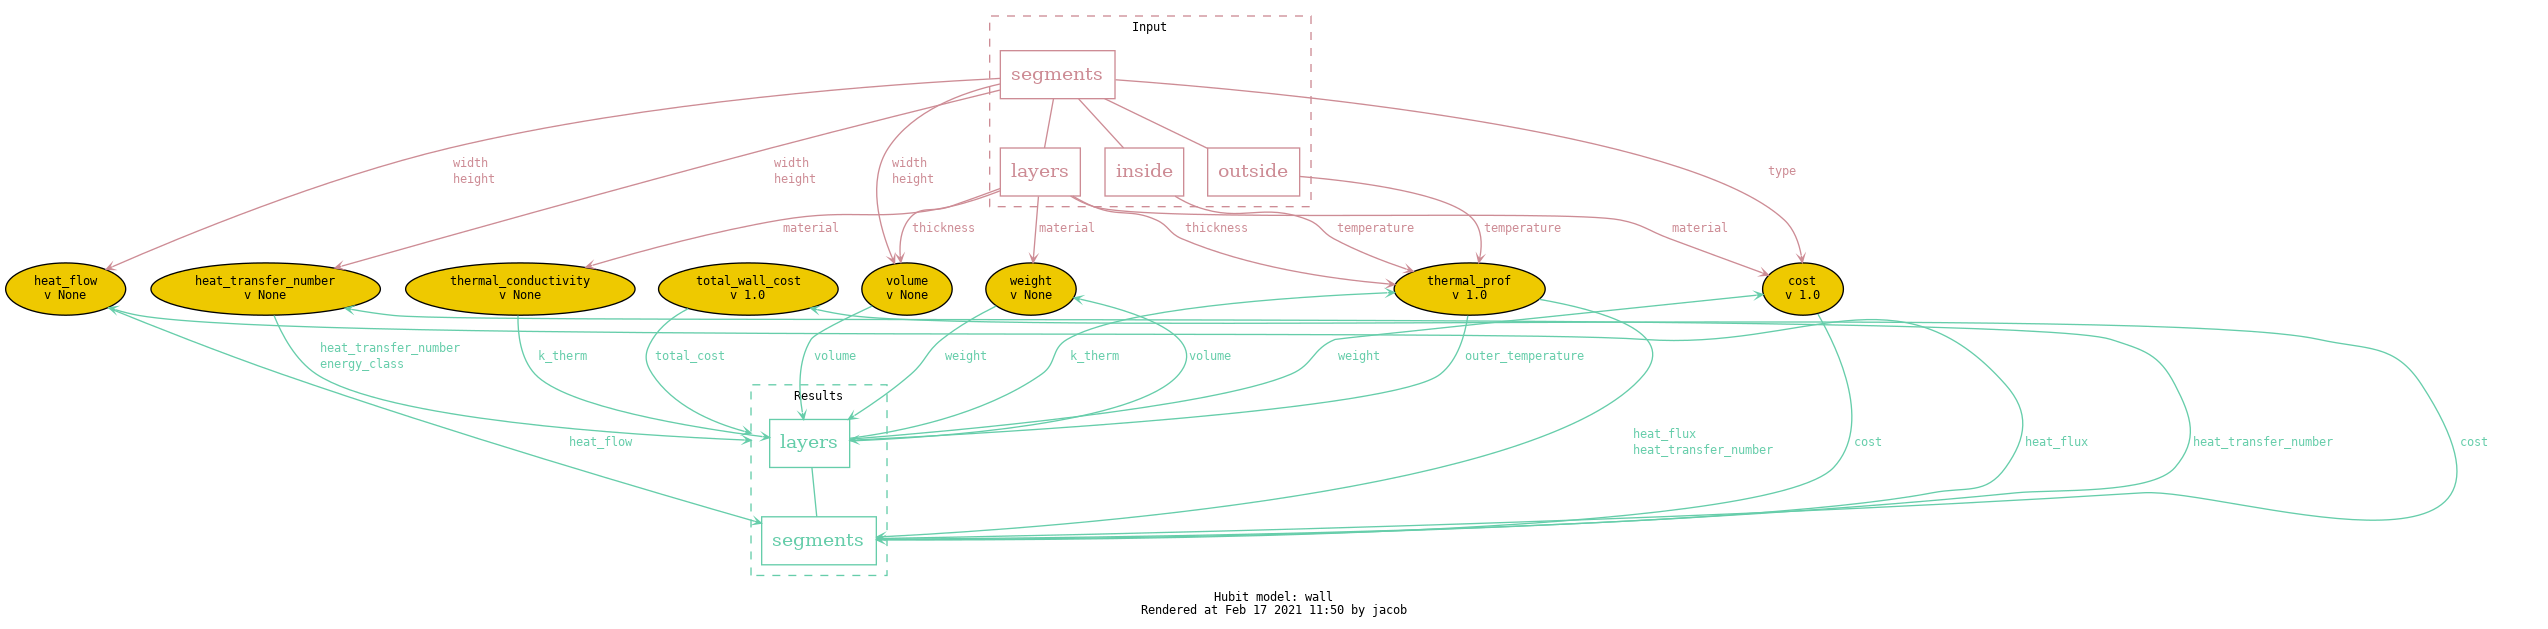 Input
segments
width
height
width
height
width
height
type
layers
inside
outside
material
thickness
material
thickness
temperature
temperature
material
heat_flow
v None
heat_transfer_number
v None
thermal_conductivity
v None
total_wall_cost
v 1.0
volume
v None
weight
v None
thermal_prof
v 1.0
cost
v 1.0
heat_transfer_number
energy_class
k_therm
total_cost
volume
weight
k_therm
volume
weight
outer_temperature
Results
layers
heat_flow
heat_flux
heat_transfer_number
cost
heat_flux
heat_transfer_number
cost
segments
Hubit model: wall
Rendered at Feb 17 2021 11:50 by jacob